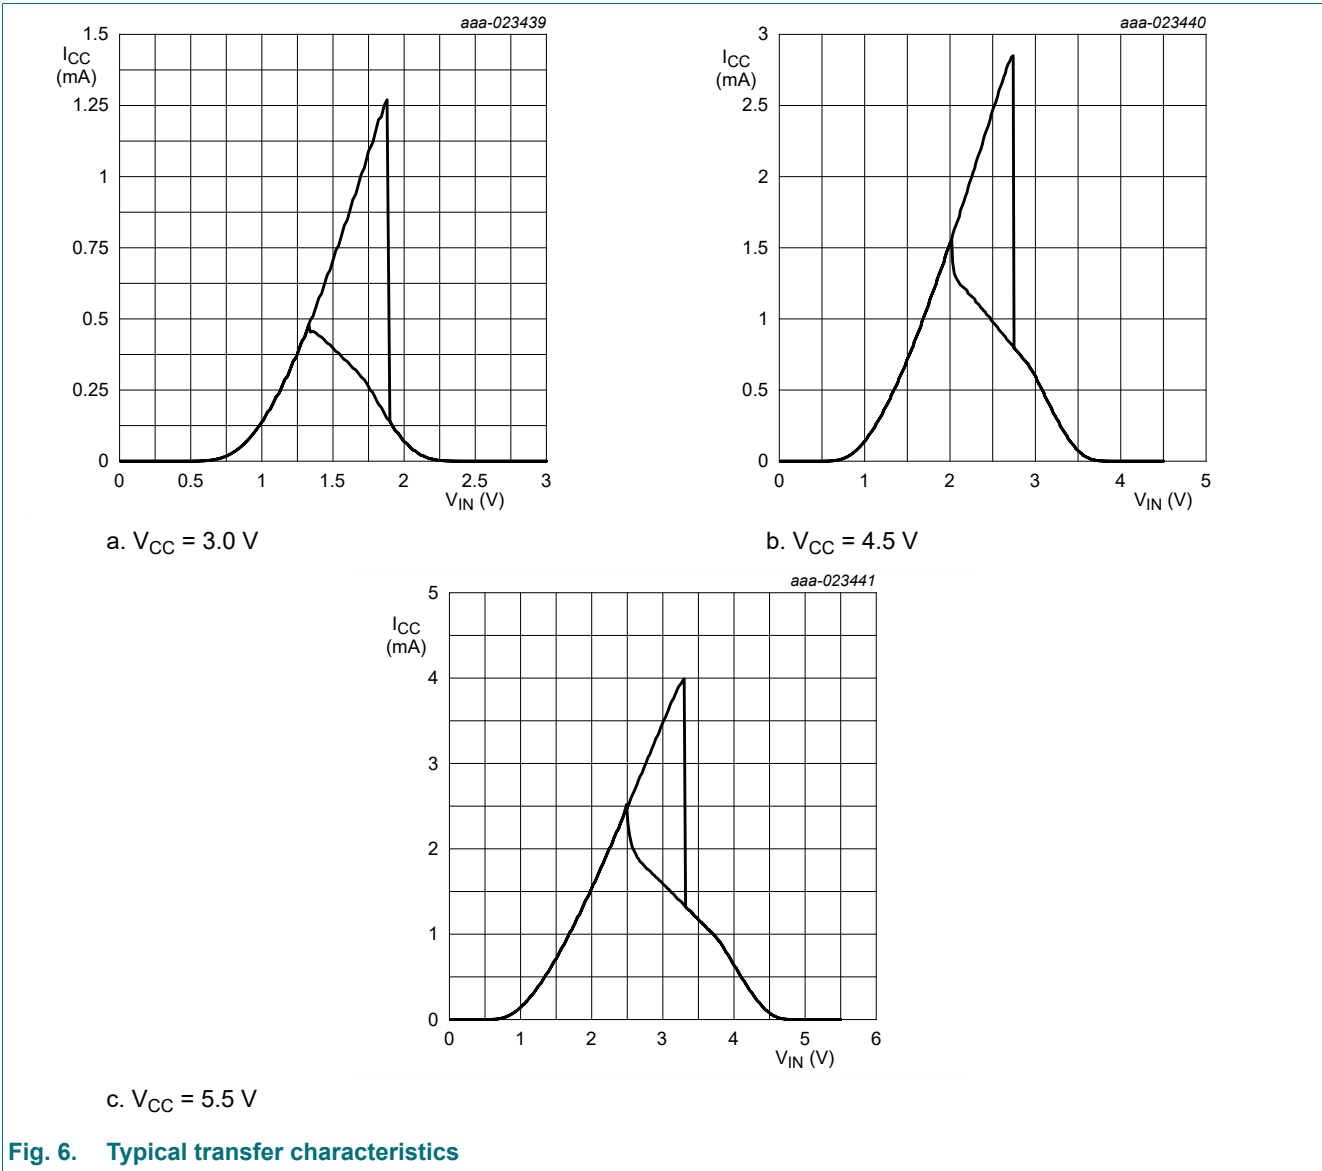 aaa-023439
1.5
ICC
(mA)
1.25
1
0.75
0.5
0.25
0
0 0.5 1 1.5 2 2.5 3
VIN (V)
a. VCC = 3.0 V
aaa-023440
3
ICC
(mA)
2.5
2
1.5
1
0.5
0
0 1 2 3 4 5
VIN (V)
b. VCC = 4.5 V
aaa-023441
5
ICC
(mA)
4
3
2
1
0
0 1 2 3 4 5 6
VIN (V)
c. VCC = 5.5 V
Fig. 6. Typical transfer characteristics